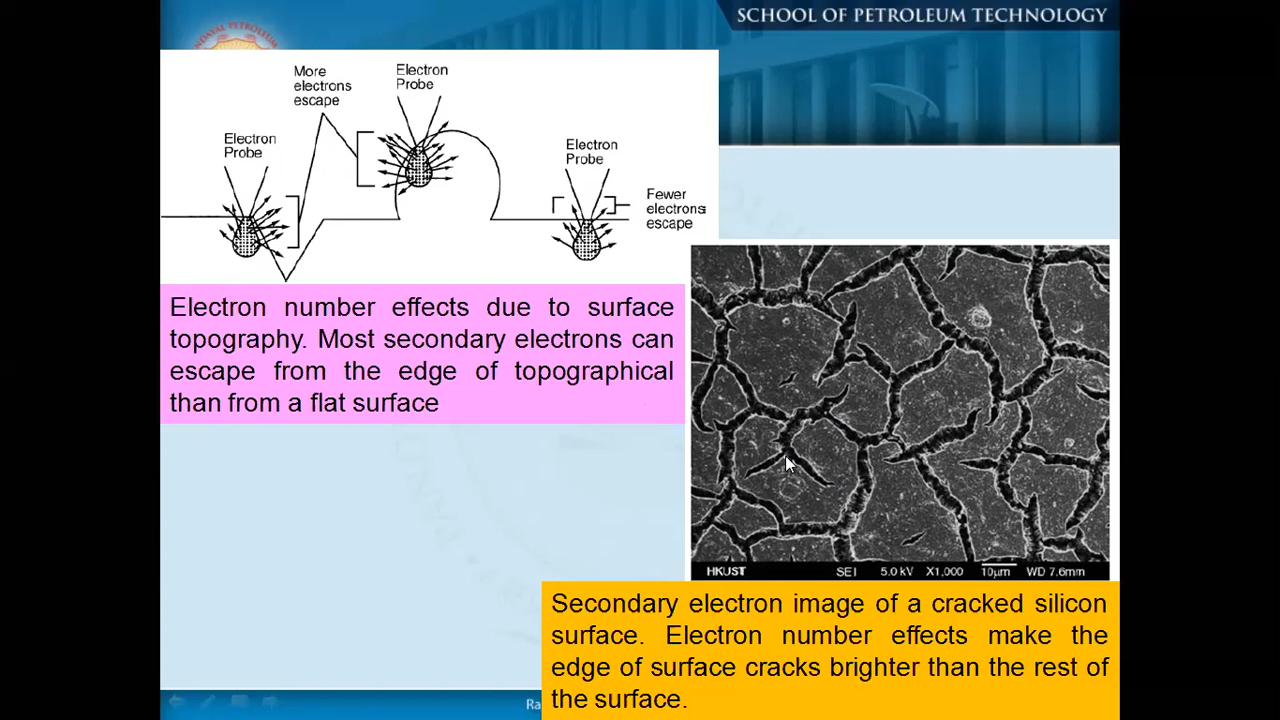 SCHOOL OF PETROLEUM TECHNOLOGY
More
electrons
escape
Electron
Probe
Electron
Probe
Electron
Probe
Fewer
electrons
escape
Electron number effects due to surface
topography. Most secondary electrons can
escape from the edge of topographical
than from a flat surface
HKUST SEI 5.0 kV X1,000 10µm WD 7.6mm
Secondary electron image of a cracked silicon
surface. Electron number effects make the
edge of surface cracks brighter than the rest of
the surface.